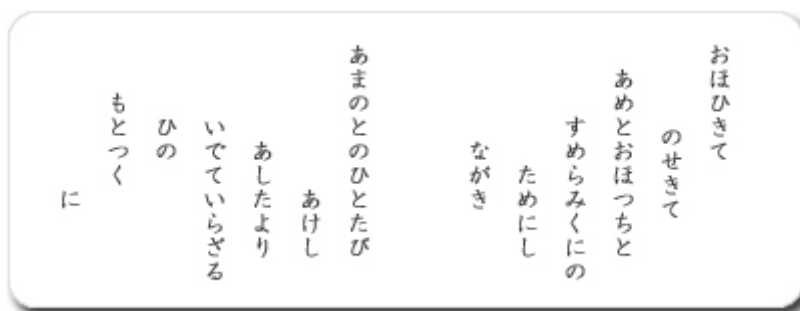 おほひきて
のせきて
あめとおほつちと
すめらみくにの
ためにし
ながき
あまのとのひとたび
あけし
あしたより
いでていらざる
ひの
もとつく
に